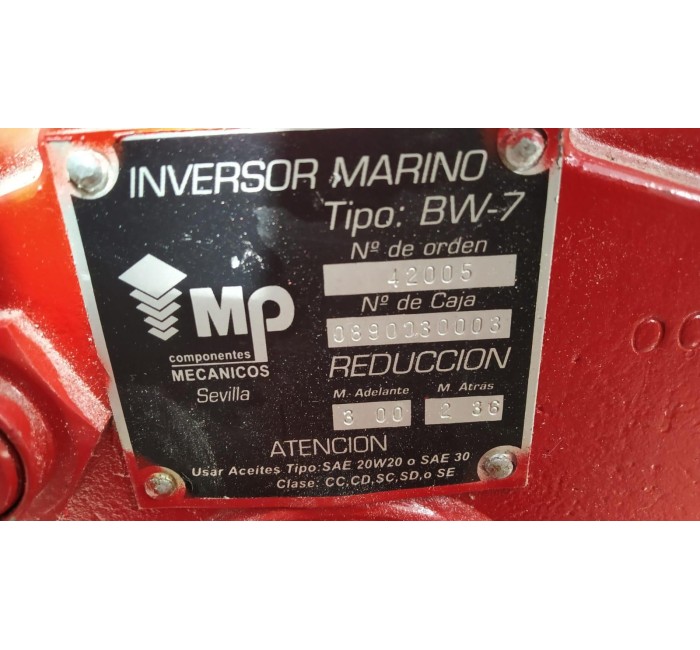 INVERSOR MARINO
Tipo: BW-7
Nº de orden
42005
Nº de Caja
0890030003
MP
componentes
MECANICOS
Sevilla
REDUCCION
M.Adelante M. Atrás
3 00 2 36
ATENCION
Usar Aceites Tipo:SAE 20W20 o SAE 30
Clase: CC,CD,SC,SD,o SE